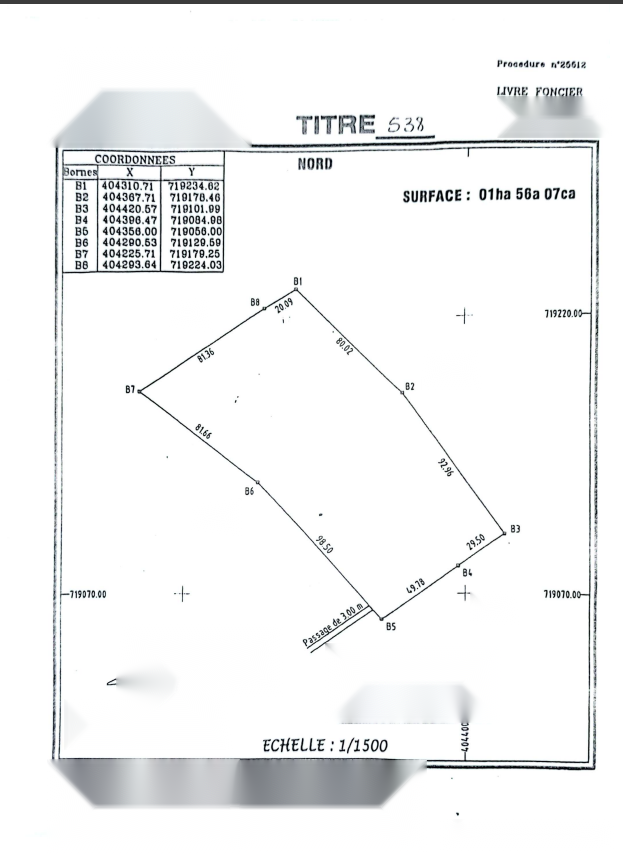 Procedure n°25612
LIVRE FONCIER
TITRE 538
COORDONNEES
Bornes X Y
B1 404310.71 719234.62
B2 404367.71 719178.46
B3 404420.57 719101.99
B4 404396.47 719084.98
B5 404356.00 719056.00
B6 404290.53 719129.59
B7 404225.71 719179.25
B8 404293.64 719224.03
NORD
SURFACE : 01ha 56a 07ca
B1
B8
20.09
719220.00
80.02
81.36
B7
B2
81.66
92.96
B6
98.50
B3
29.50
B4
49.78
719070.00
719070.00
Passage de 3.00 m
B5
404400
ECHELLE : 1/1500